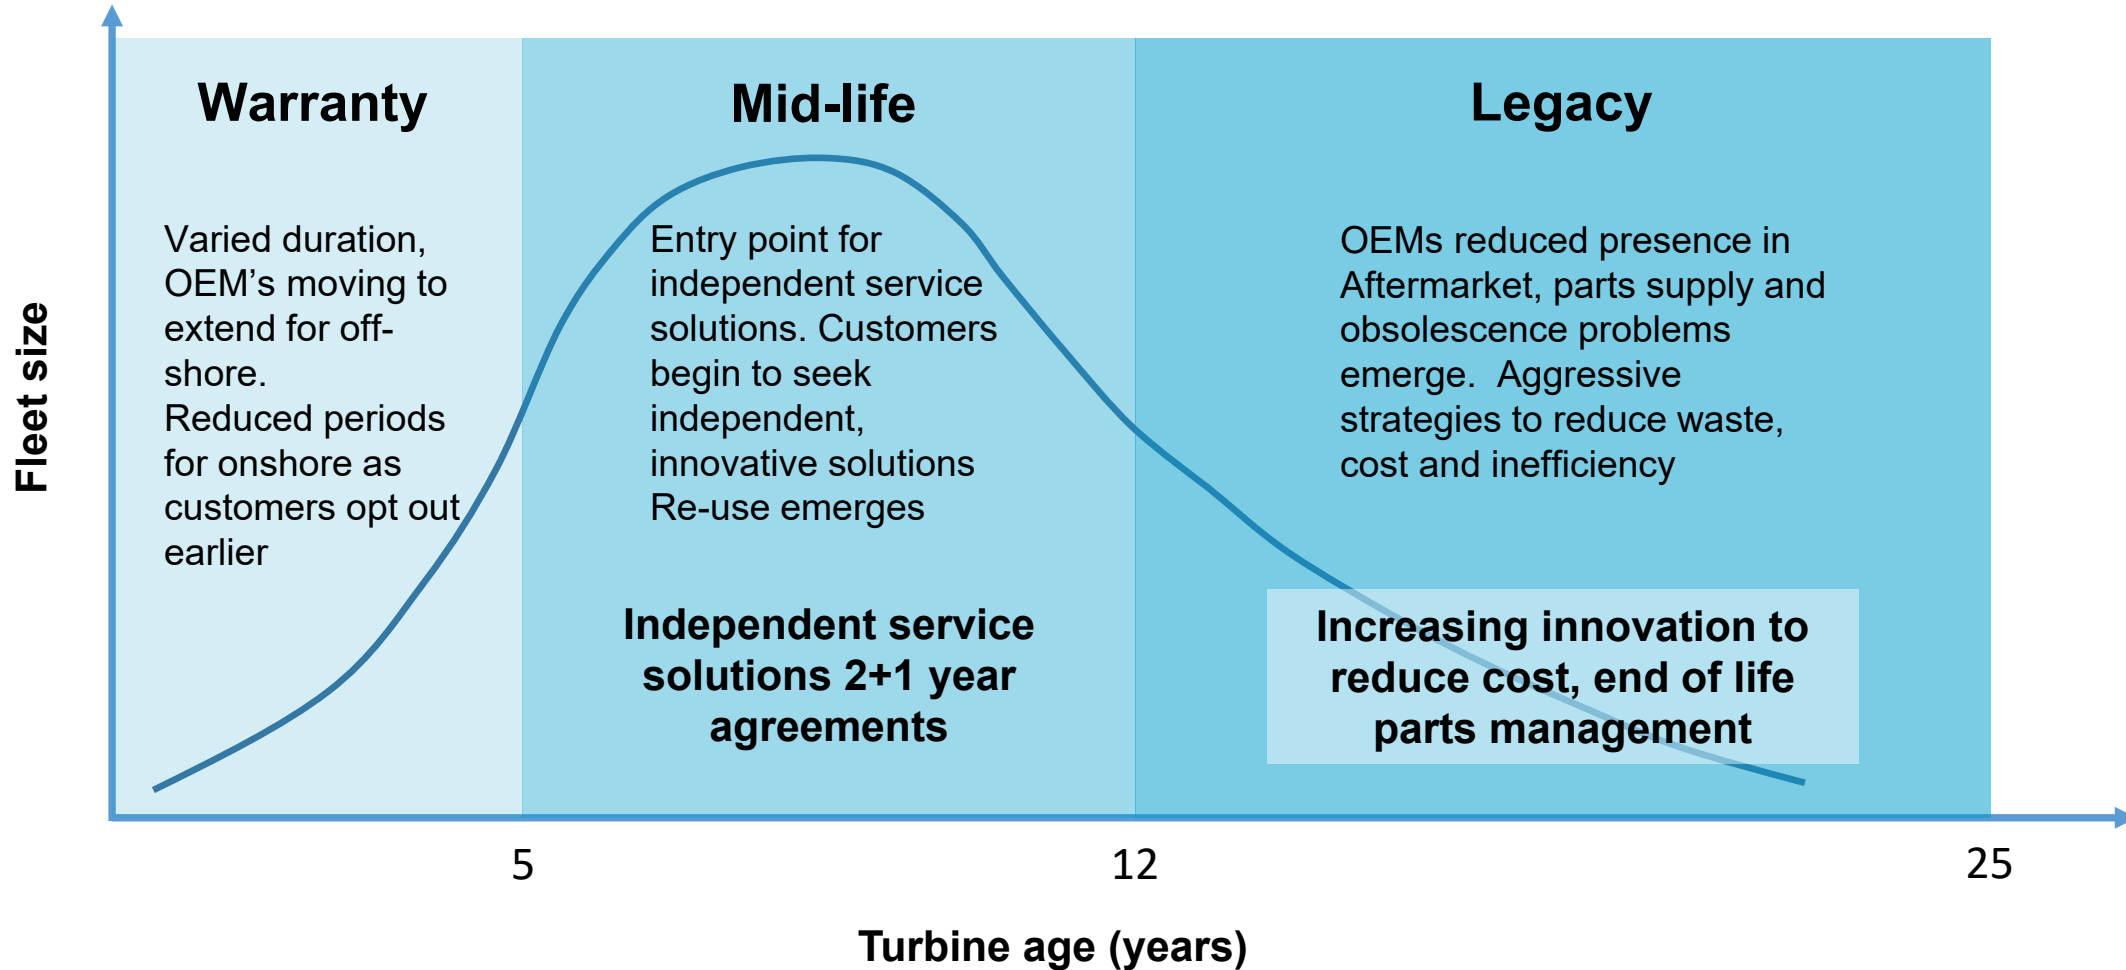 Warranty
Mid-life
Legacy
Varied duration,
OEM’s moving to
extend for off-
shore.
Reduced periods
for onshore as
customers opt out
earlier
Entry point for
independent service
solutions. Customers
begin to seek
independent,
innovative solutions
Re-use emerges
OEMs reduced presence in
Aftermarket, parts supply and
obsolescence problems
emerge.  Aggressive
strategies to reduce waste,
cost and inefficiency
Independent service
solutions 2+1 year
agreements
Increasing innovation to
reduce cost, end of life
parts management
Fleet size
5
12
25
Turbine age (years)